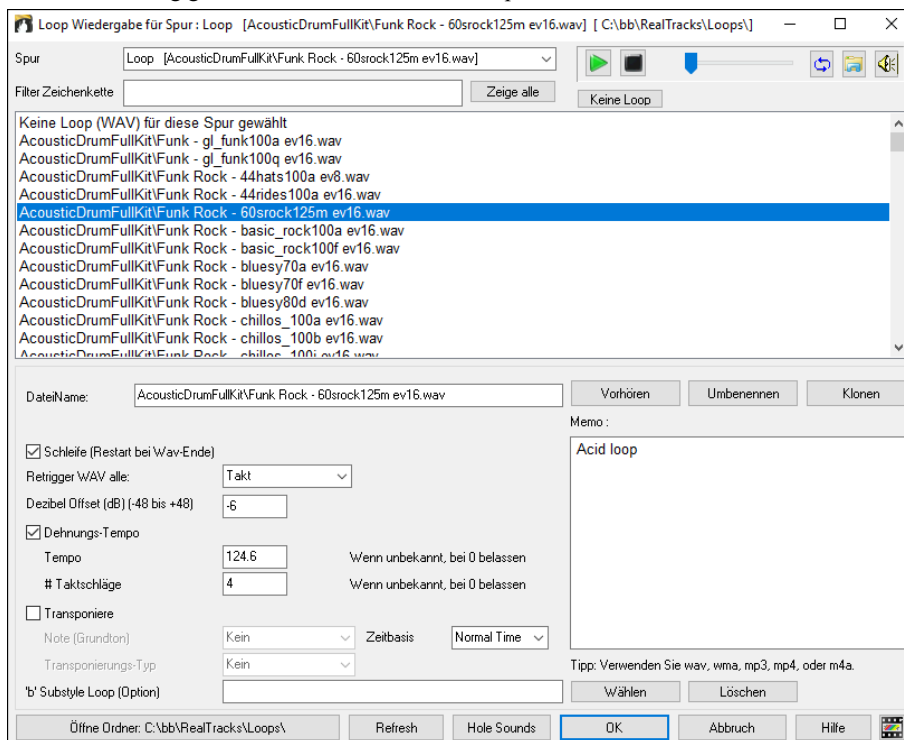 Loop Wiedergabe für Spur : Loop [AcousticDrumFullKit\Funk Rock - 60srock125m ev16.wav] [ C:\bb\RealTracks\Loops\]
Spur
Loop [AcousticDrumFullKit\Funk Rock - 60srock125m ev16.wav]
Filter Zeichenkette
Zeige alle
Keine Loop
Keine Loop (WAV) für diese Spur gewählt
AcousticDrumFullKit\Funk - gl_funk100a ev16.wav
AcousticDrumFullKit\Funk - gl_funk100q ev16.wav
AcousticDrumFullKit\Funk Rock - 44hats100a ev8.wav
AcousticDrumFullKit\Funk Rock - 44rides100a ev16.wav
AcousticDrumFullKit\Funk Rock - 60srock125m ev16.wav
AcousticDrumFullKit\Funk Rock - basic_rock100a ev16.wav
AcousticDrumFullKit\Funk Rock - basic_rock100f ev16.wav
AcousticDrumFullKit\Funk Rock - bluesy70a ev16.wav
AcousticDrumFullKit\Funk Rock - bluesy70f ev16.wav
AcousticDrumFullKit\Funk Rock - bluesy80d ev16.wav
AcousticDrumFullKit\Funk Rock - chillos_100a ev16.wav
AcousticDrumFullKit\Funk Rock - chillos_100b ev16.wav
AcousticDrumFullKit\Funk Rock - chillos_100i ev16.wav
DateiName:
AcousticDrumFullKit\Funk Rock - 60srock125m ev16.wav
Vorhören
Umbenennen
Klonen
Memo :
Acid loop
Schleife (Restart bei Wav-Ende)
Retrigger WAV alle:
Takt
Dezibel Offset (dB) (-48 bis +48)
-6
Dehnungs-Tempo
Tempo
124.6
Wenn unbekannt, bei 0 belassen
# Taktschläge
4
Wenn unbekannt, bei 0 belassen
Transponiere
Note (Grundton)
Kein
Zeitbasis
Normal Time
Transponierungs-Typ
Kein
Tipp: Verwenden Sie wav, wma, mp3, mp4, oder m4a.
'b' Substyle Loop (Option)
Wählen
Löschen
Öffne Ordner: C:\bb\RealTracks\Loops\
Refresh
Hole Sounds
OK
Abbruch
Hilfe